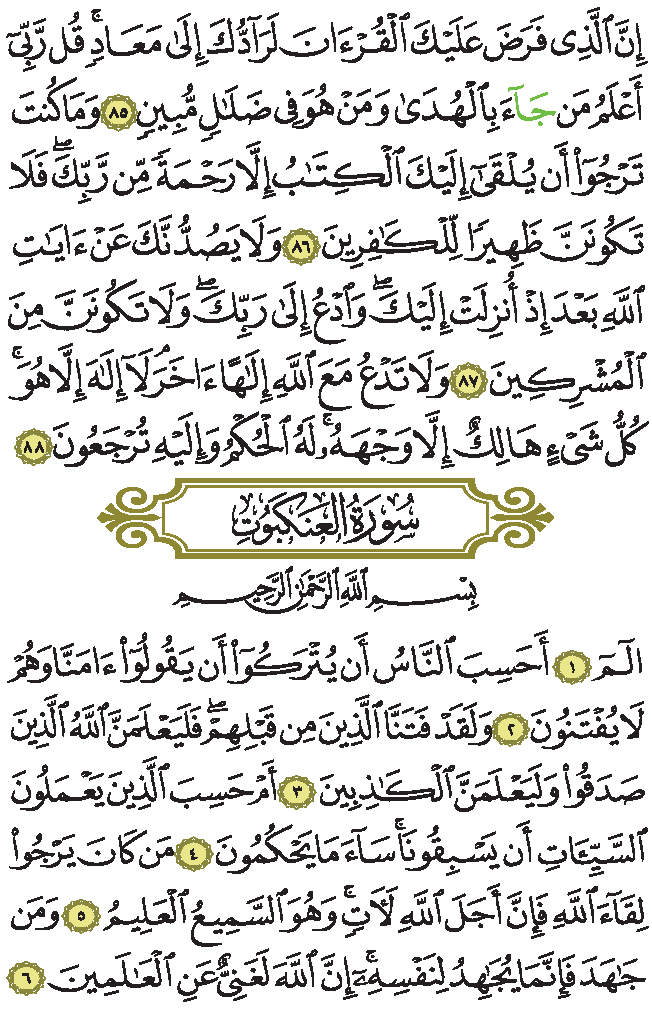 إِنَّ ٱلَّذِى فَرَضَ عَلَيْكَ ٱلْقُرْءَانَ لَرَآدُّكَ إِلَىٰ مَعَادٍۚ قُل رَّبِّىٓ
أَعْلَمُ مَن جَآءَ بِٱلْهُدَىٰ وَمَنْ هُوَ فِى ضَلَٰلٍ مُّبِينٍ ٨٥ وَمَا كُنتَ
تَرْجُوٓا۟ أَن يُلْقَىٰٓ إِلَيْكَ ٱلْكِتَٰبُ إِلَّا رَحْمَةً مِّن رَّبِّكَۖ فَلَا
تَكُونَنَّ ظَهِيرًا لِّلْكَٰفِرِينَ ٨٦ وَلَا يَصُدُّنَّكَ عَنْ ءَايَٰتِ
ٱللَّهِ بَعْدَ إِذْ أُنزِلَتْ إِلَيْكَۖ وَٱدْعُ إِلَىٰ رَبِّكَۖ وَلَا تَكُونَنَّ مِنَ
ٱلْمُشْرِكِينَ ٨٧ وَلَا تَدْعُ مَعَ ٱللَّهِ إِلَٰهًا ءَاخَرَۘ لَآ إِلَٰهَ إِلَّا هُوَۚ
كُلُّ شَىْءٍ هَالِكٌ إِلَّا وَجْهَهُۥۚ لَهُ ٱلْحُكْمُ وَإِلَيْهِ تُرْجَعُونَ ٨٨
سُورَةُ العَنكَبُوتِ
بِسْمِ ٱللَّهِ ٱلرَّحْمَٰنِ ٱلرَّحِيمِ
الٓمٓ ١ أَحَسِبَ ٱلنَّاسُ أَن يُتْرَكُوٓا۟ أَن يَقُولُوٓا۟ ءَامَنَّا وَهُمْ
لَا يُفْتَنُونَ ٢ وَلَقَدْ فَتَنَّا ٱلَّذِينَ مِن قَبْلِهِمْۖ فَلَيَعْلَمَنَّ ٱللَّهُ ٱلَّذِينَ
صَدَقُوا۟ وَلَيَعْلَمَنَّ ٱلْكَٰذِبِينَ ٣ أَمْ حَسِبَ ٱلَّذِينَ يَعْمَلُونَ
ٱلسَّيِّـَٔاتِ أَن يَسْبِقُونَاۚ سَآءَ مَا يَحْكُمُونَ ٤ مَن كَانَ يَرْجُوا۟
لِقَآءَ ٱللَّهِ فَإِنَّ أَجَلَ ٱللَّهِ لَـَٔاتٍۚ وَهُوَ ٱلسَّمِيعُ ٱلْعَلِيمُ ٥ وَمَن
جَٰهَدَ فَإِنَّمَا يُجَٰهِدُ لِنَفْسِهِۦٓۚ إِنَّ ٱللَّهَ لَغَنِىٌّ عَنِ ٱلْعَٰلَمِينَ ٦